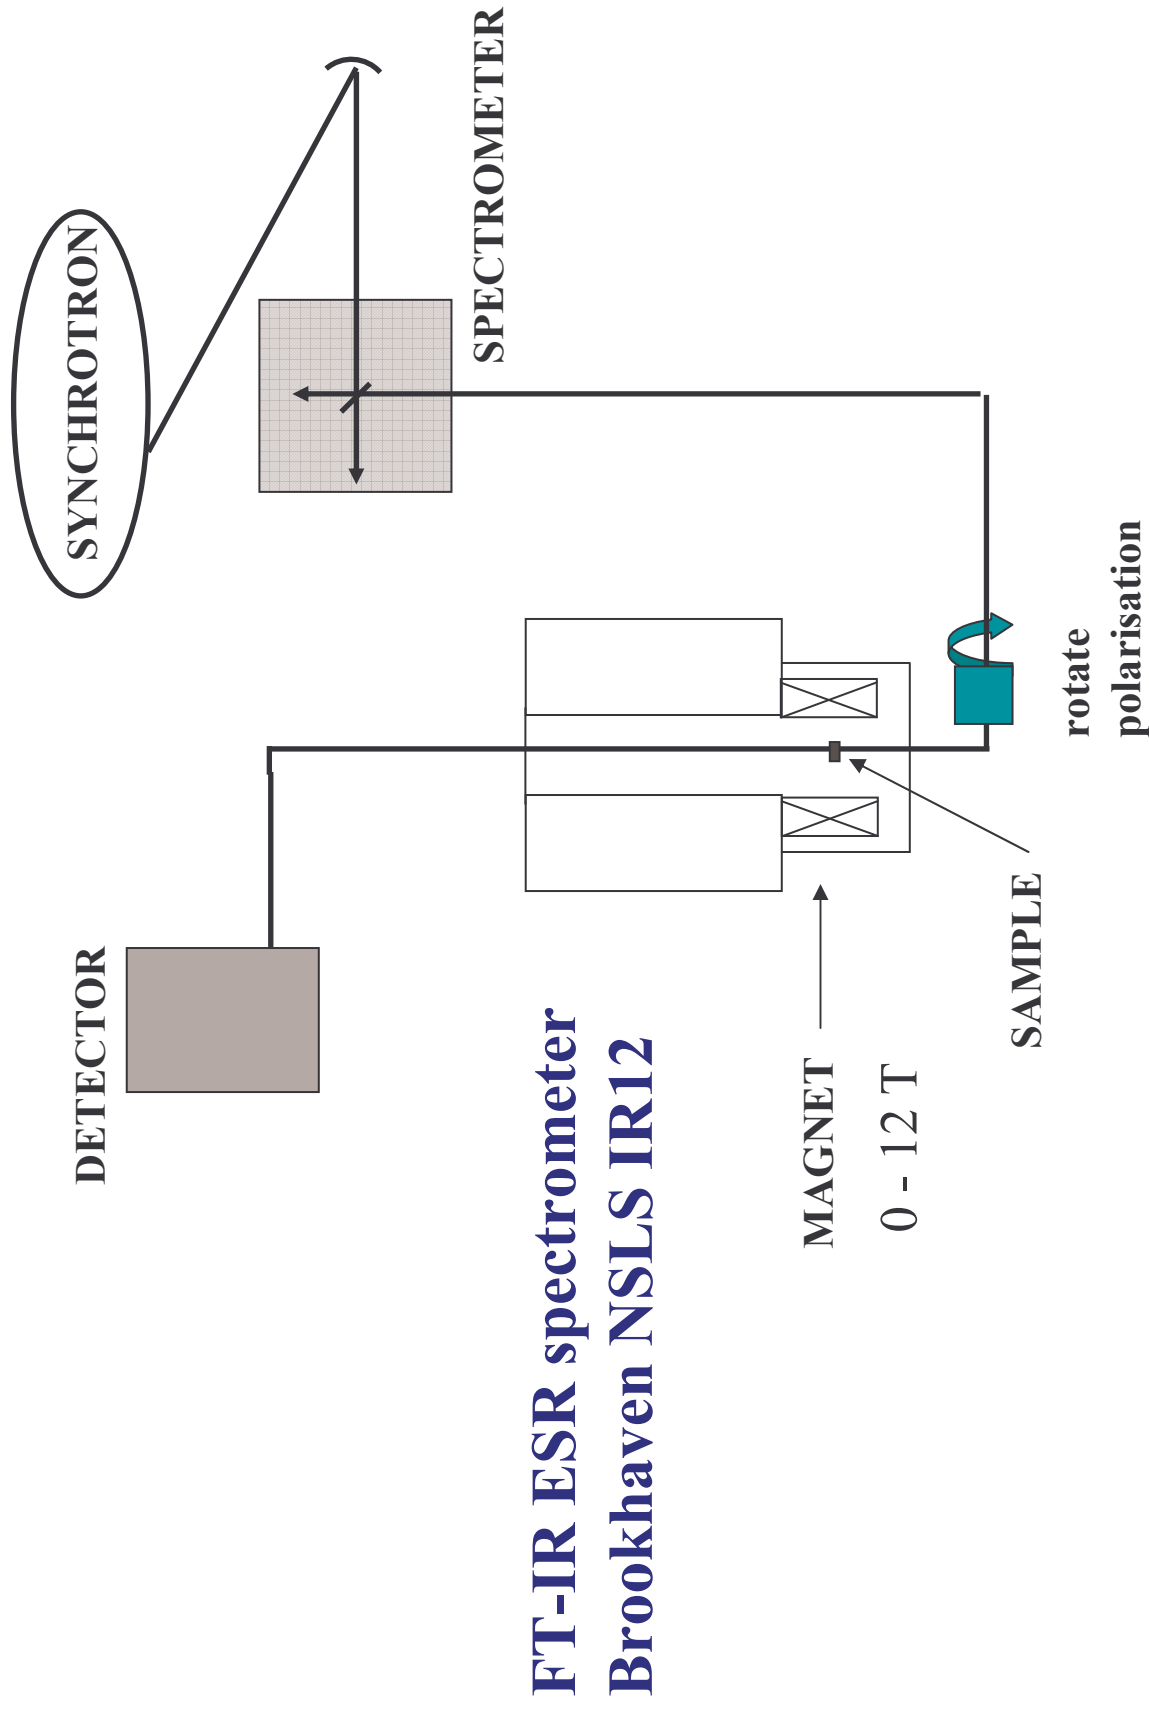 DETECTOR
SYNCHROTRON
SPECTROMETER
FT-IR ESR spectrometer
Brookhaven NSLS IR12
MAGNET
0 - 12 T
SAMPLE
rotate
polarisation